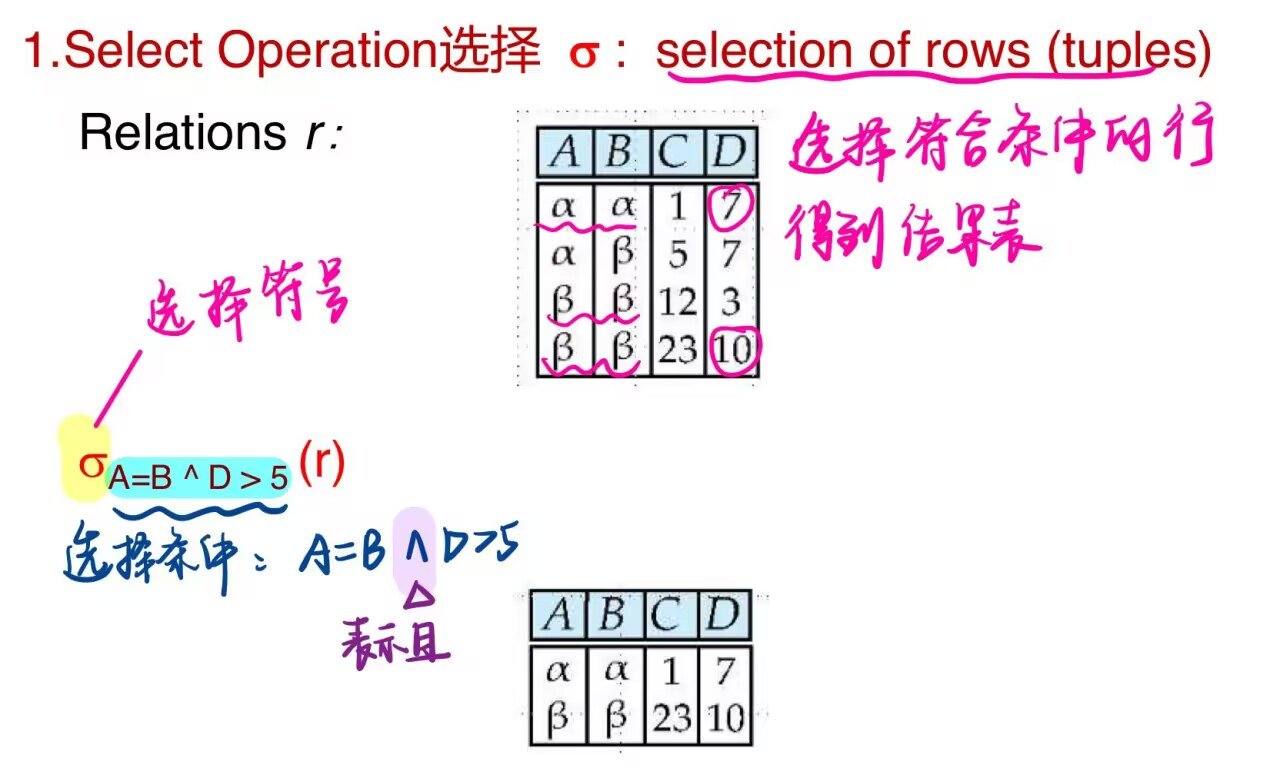 1.Select Operation选择 σ : selection of rows (tuples)
Relations r:
A B C D
α α 1 7
α β 5 7
β β 12 3
β β 23 10
选择符合条件的行
得到结果表
选择符号
σA=B ^ D > 5 (r)
选择条件: A=B ∧ D>5
表示且
A B C D
α α 1 7
β β 23 10